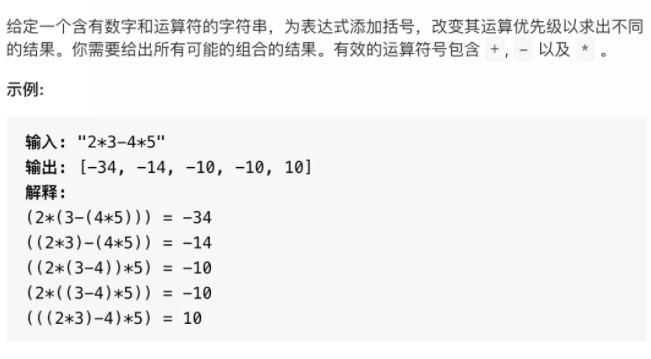 给定一个含有数字和运算符的字符串，为表达式添加括号，改变其运算优先级以求出不同
的结果。你需要给出所有可能的组合的结果。有效的运算符号包含 +, - 以及 * 。
示例:
输入: "2*3-4*5"
输出: [-34, -14, -10, -10, 10]
解释:
(2*(3-(4*5))) = -34
((2*3)-(4*5)) = -14
((2*(3-4))*5) = -10
(2*((3-4)*5)) = -10
(((2*3)-4)*5) = 10